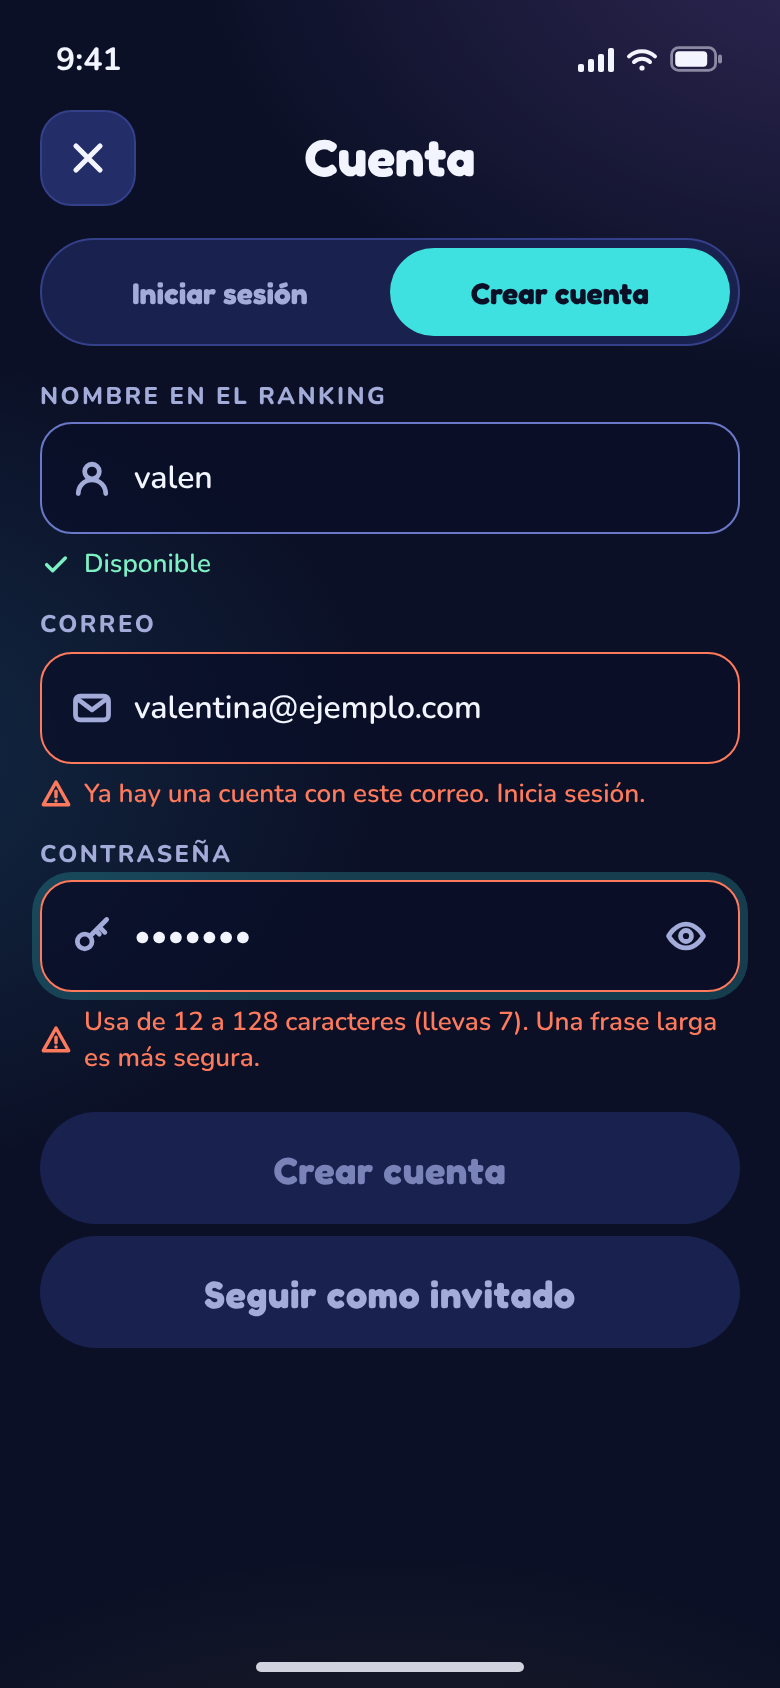 9:41
Cuenta
Iniciar sesión
Crear cuenta
NOMBRE EN EL RANKING
valen
Disponible
CORREO
valentina@ejemplo.com
Ya hay una cuenta con este correo. Inicia sesión.
CONTRASEÑA
•••••••
Usa de 12 a 128 caracteres (llevas 7). Una frase larga
es más segura.
Crear cuenta
Seguir como invitado